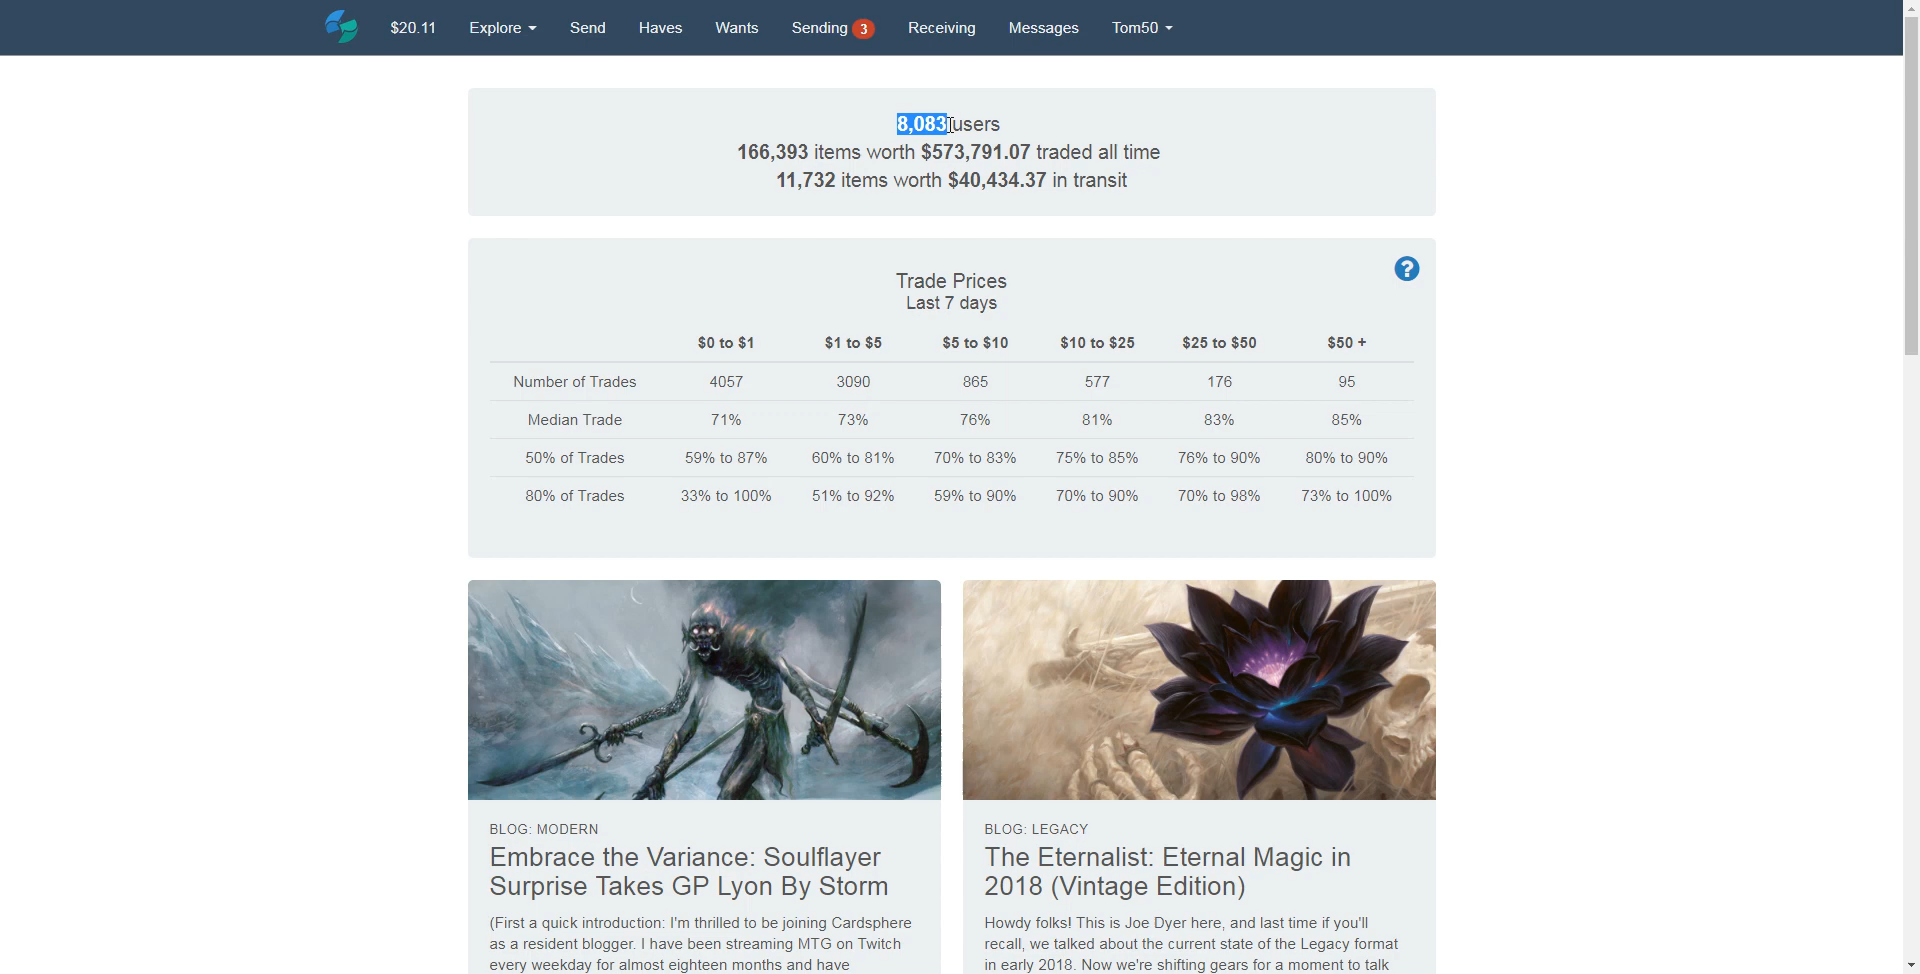 $20.11 Explore Send Haves Wants Sending 3 Receiving Messages Tom50
8,083 users
166,393 items worth $573,791.07 traded all time
11,732 items worth $40,434.37 in transit
?
Trade Prices
Last 7 days
$0 to $1 $1 to $5 $5 to $10 $10 to $25 $25 to $50 $50 +
Number of Trades 4057 3090 865 577 176 95
Median Trade 71% 73% 76% 81% 83% 85%
50% of Trades 59% to 87% 60% to 81% 70% to 83% 75% to 85% 76% to 90% 80% to 90%
80% of Trades 33% to 100% 51% to 92% 59% to 90% 70% to 90% 70% to 98% 73% to 100%
BLOG: MODERN
Embrace the Variance: Soulflayer
Surprise Takes GP Lyon By Storm
(First a quick introduction: I'm thrilled to be joining Cardsphere
as a resident blogger. I have been streaming MTG on Twitch
every weekday for almost eighteen months and have
BLOG: LEGACY
The Eternalist: Eternal Magic in
2018 (Vintage Edition)
Howdy folks! This is Joe Dyer here, and last time if you'll
recall, we talked about the current state of the Legacy format
in early 2018. Now we're shifting gears for a moment to talk